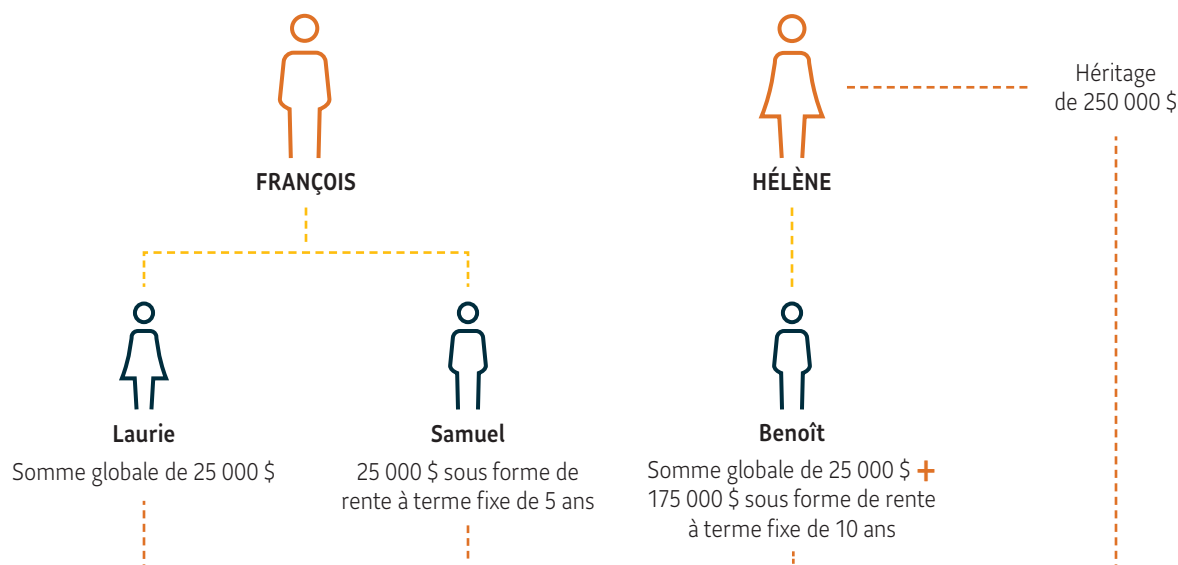 Héritage
de 250 000 $
FRANÇOIS
HÉLÈNE
Laurie
Somme globale de 25 000 $
Samuel
25 000 $ sous forme de
rente à terme fixe de 5 ans
Benoît
Somme globale de 25 000 $ +
175 000 $ sous forme de rente
à terme fixe de 10 ans